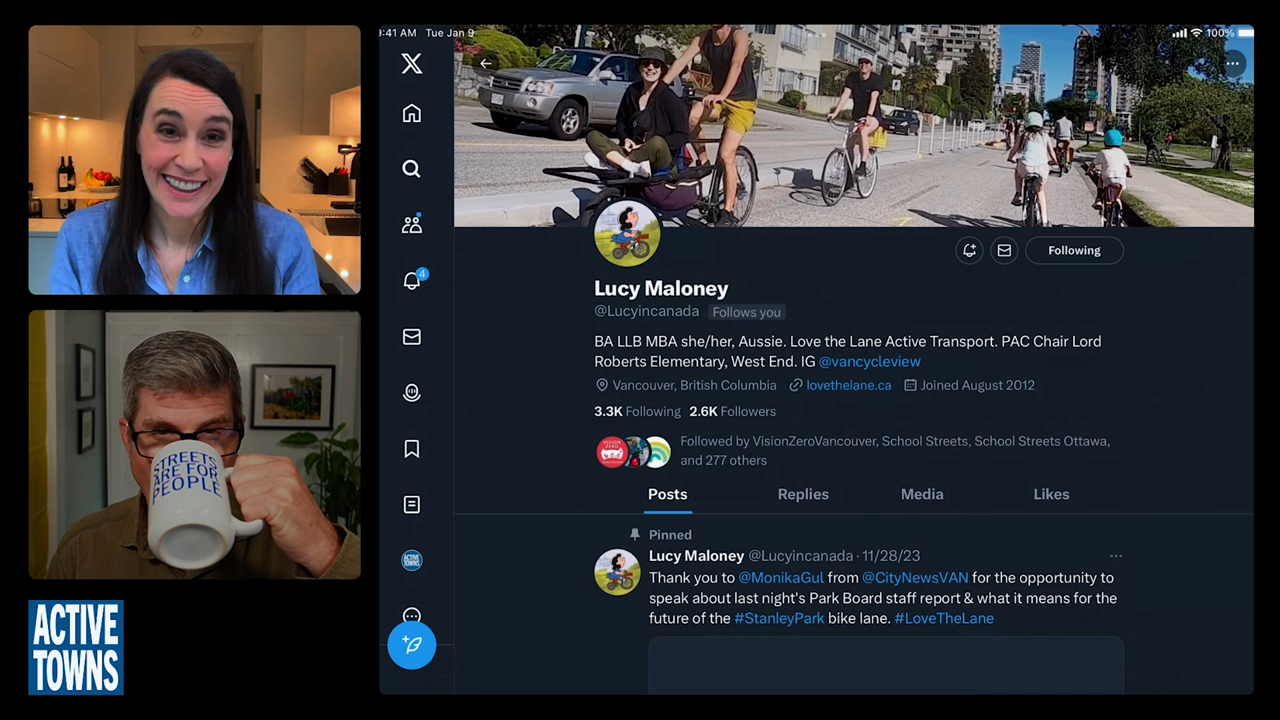 STREETS
ARE FOR
PEOPLE
ACTIVE
TOWNS
9:41 AM Tue Jan 9
100%
Lucy Maloney
@Lucyincanada Follows you
Following
BA LLB MBA she/her, Aussie. Love the Lane Active Transport. PAC Chair Lord
Roberts Elementary, West End. IG @vancycleview
Vancouver, British Columbia lovethelane.ca Joined August 2012
3.3K Following 2.6K Followers
VISION
ZERO
Followed by VisionZeroVancouver, School Streets, School Streets Ottawa,
and 277 others
Posts Replies Media Likes
Pinned
Lucy Maloney @Lucyincanada · 11/28/23
Thank you to @MonikaGul from @CityNewsVAN for the opportunity to
speak about last night's Park Board staff report & what it means for the
future of the #StanleyPark bike lane. #LoveTheLane
4
ACTIVE
TOWNS